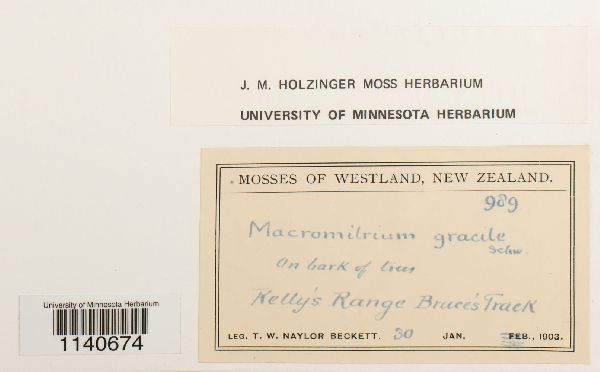 J. M. HOLZINGER MOSS HERBARIUM
UNIVERSITY OF MINNESOTA HERBARIUM
MOSSES OF WESTLAND, NEW ZEALAND.
989
Macromitrium gracile
Schw.
On bark of trees
Kelly's Range Bruce's Track
LEG. T. W. NAYLOR BECKETT. 30 JAN. FEB., 1903.
University of Minnesota Herbarium
1140674